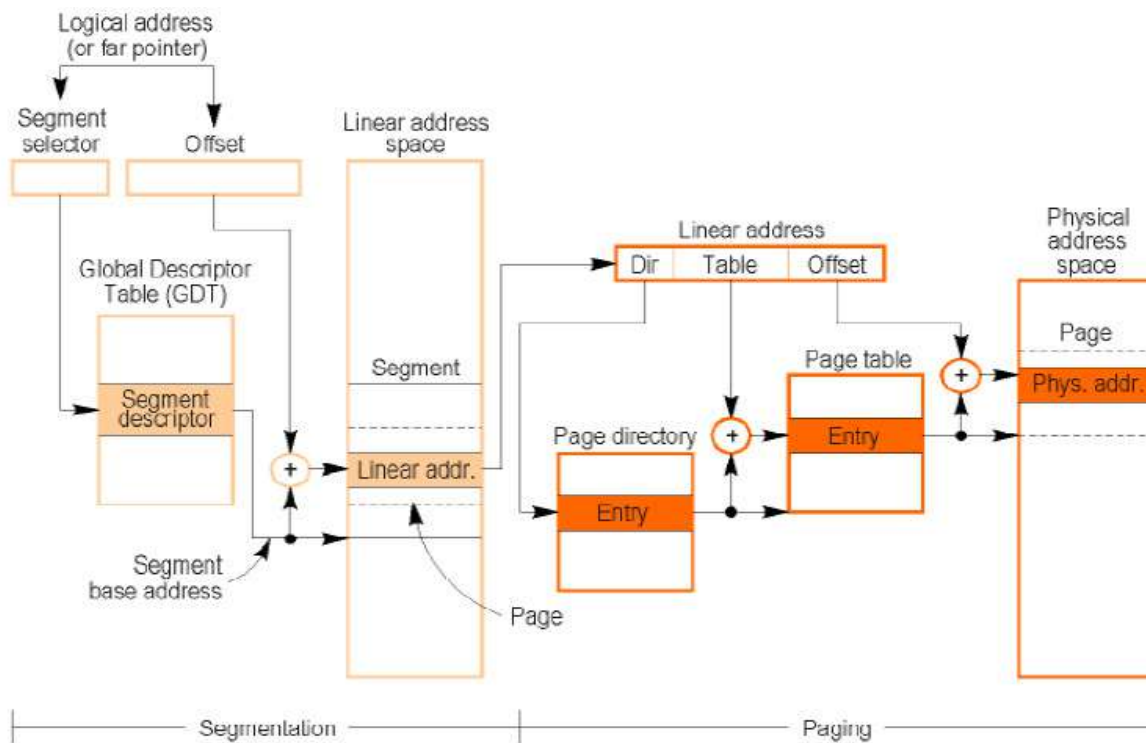 Logical address
(or far pointer)
Segment
selector
Offset
Linear address
space
Global Descriptor
Table (GDT)
Segment
descriptor
+
Segment
base address
Segment
Linear addr.
Page
Linear address
Dir
Table
Offset
Page directory
Entry
+
Page table
Entry
+
Physical
address
space
Page
Phys. addr.
Segmentation
Paging